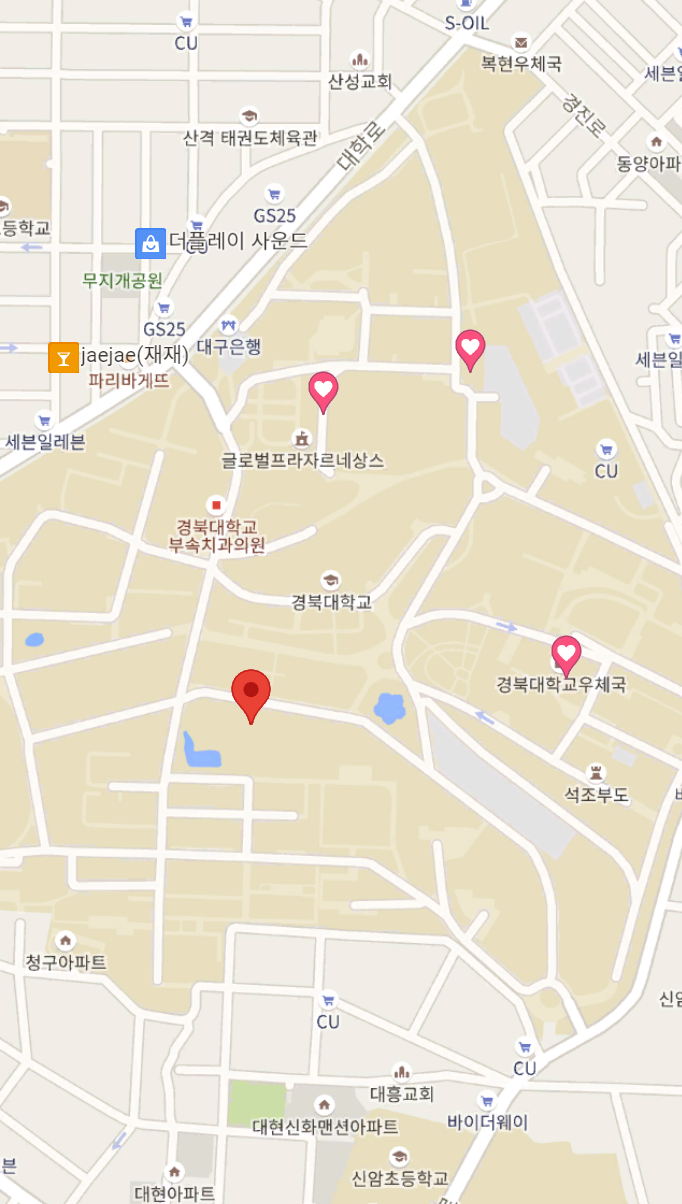 S-OIL
CU
복현우체국
산성교회
경진로
산격 태권도체육관
대학로
동양아파
GS25
등학교
더플레이 사운드
CU
무지개공원
GS25
대구은행
jaejae(재재)
파리바게뜨
세븐일
세븐일레븐
글로벌프라자르네상스
CU
경북대학교
부속치과의원
경북대학교
경북대학교우체국
석조부도
청구아파트
신암
CU
CU
대흥교회
바이더웨이
대현신화맨션아파트
븐
신암초등학교
대현아파트